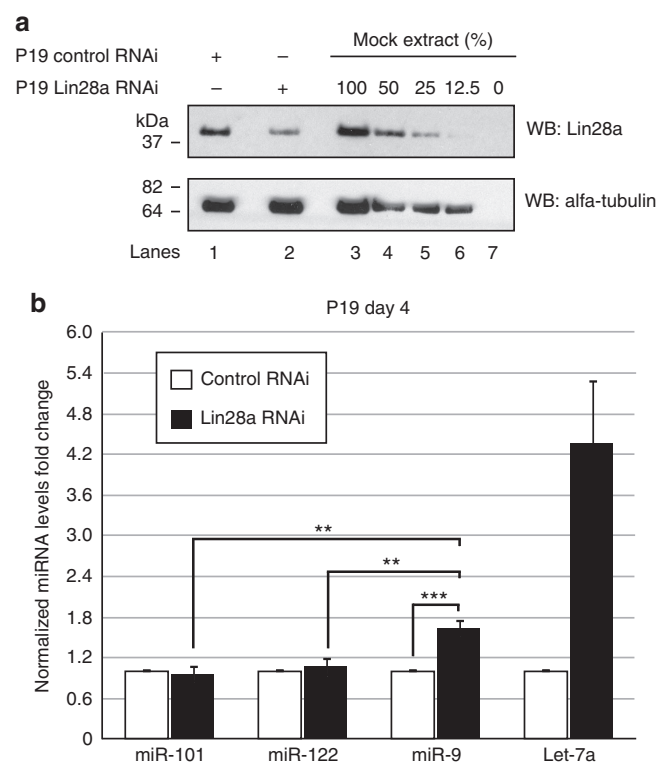 a
Mock extract (%)
P19 control RNAi + –
P19 Lin28a RNAi – + 100 50 25 12.5 0
kDa
37 –
WB: Lin28a
82 –
64 –
WB: alfa-tubulin
Lanes 1 2 3 4 5 6 7
b
P19 day 4
Normalized miRNA levels fold change
6.0
5.4
4.8
4.2
3.6
3.0
2.4
1.8
1.2
0.6
0
Control RNAi
Lin28a RNAi
**
**
***
miR-101 miR-122 miR-9 Let-7a